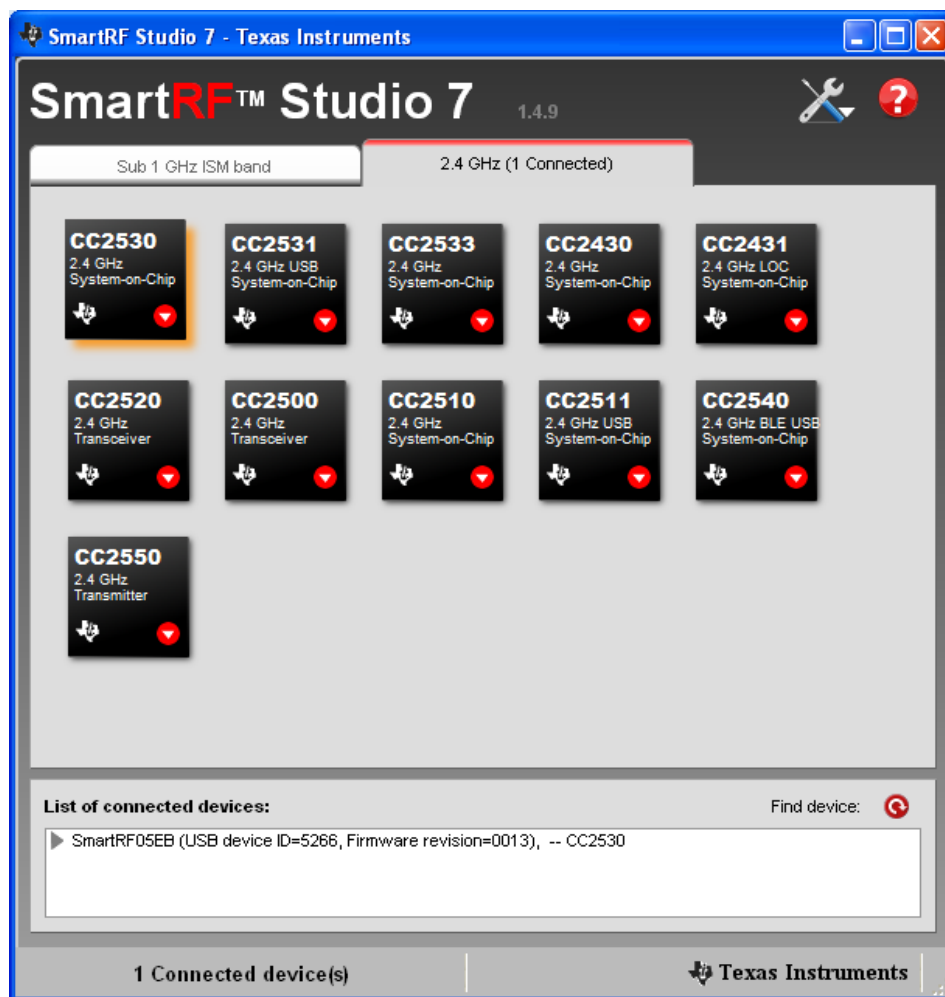 SmartRF Studio 7 - Texas Instruments
SmartRF™ Studio 7 1.4.9
Sub 1 GHz ISM band
2.4 GHz (1 Connected)
CC2530
2.4 GHz
System-on-Chip
CC2531
2.4 GHz USB
System-on-Chip
CC2533
2.4 GHz
System-on-Chip
CC2430
2.4 GHz
System-on-Chip
CC2431
2.4 GHz LOC
System-on-Chip
CC2520
2.4 GHz
Transceiver
CC2500
2.4 GHz
Transceiver
CC2510
2.4 GHz
System-on-Chip
CC2511
2.4 GHz USB
System-on-Chip
CC2540
2.4 GHz BLE USB
System-on-Chip
CC2550
2.4 GHz
Transmitter
List of connected devices:
Find device:
SmartRF05EB (USB device ID=5266, Firmware revision=0013), -- CC2530
1 Connected device(s)
Texas Instruments